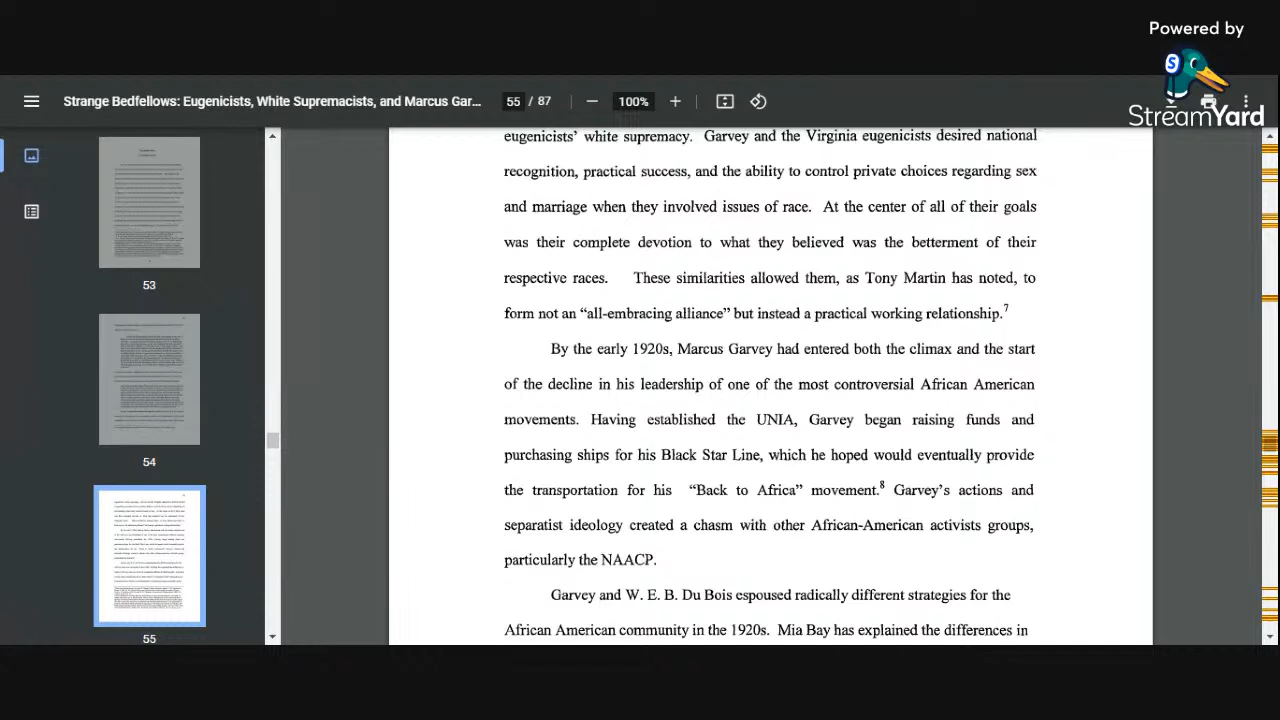 Powered by
StreamYard
Strange Bedfellows: Eugenicists, White Supremacists, and Marcus Gar...
55 / 87
100%
53
54
55
eugenicists' white supremacy. Garvey and the Virginia eugenicists desired national
recognition, practical success, and the ability to control private choices regarding sex
and marriage when they involved issues of race. At the center of all of their goals
was their complete devotion to what they believed was the betterment of their
respective races. These similarities allowed them, as Tony Martin has noted, to
form not an “all-embracing alliance” but instead a practical working relationship.7
By the early 1920s, Marcus Garvey had entered both the climax and the start
of the decline in his leadership of one of the most controversial African American
movements. Having established the UNIA, Garvey began raising funds and
purchasing ships for his Black Star Line, which he hoped would eventually provide
the transportation for his “Back to Africa” movement.8 Garvey's actions and
separatist ideology created a chasm with other African-American activists groups,
particularly the NAACP.
Garvey and W. E. B. Du Bois espoused radically different strategies for the
African American community in the 1920s. Mia Bay has explained the differences in